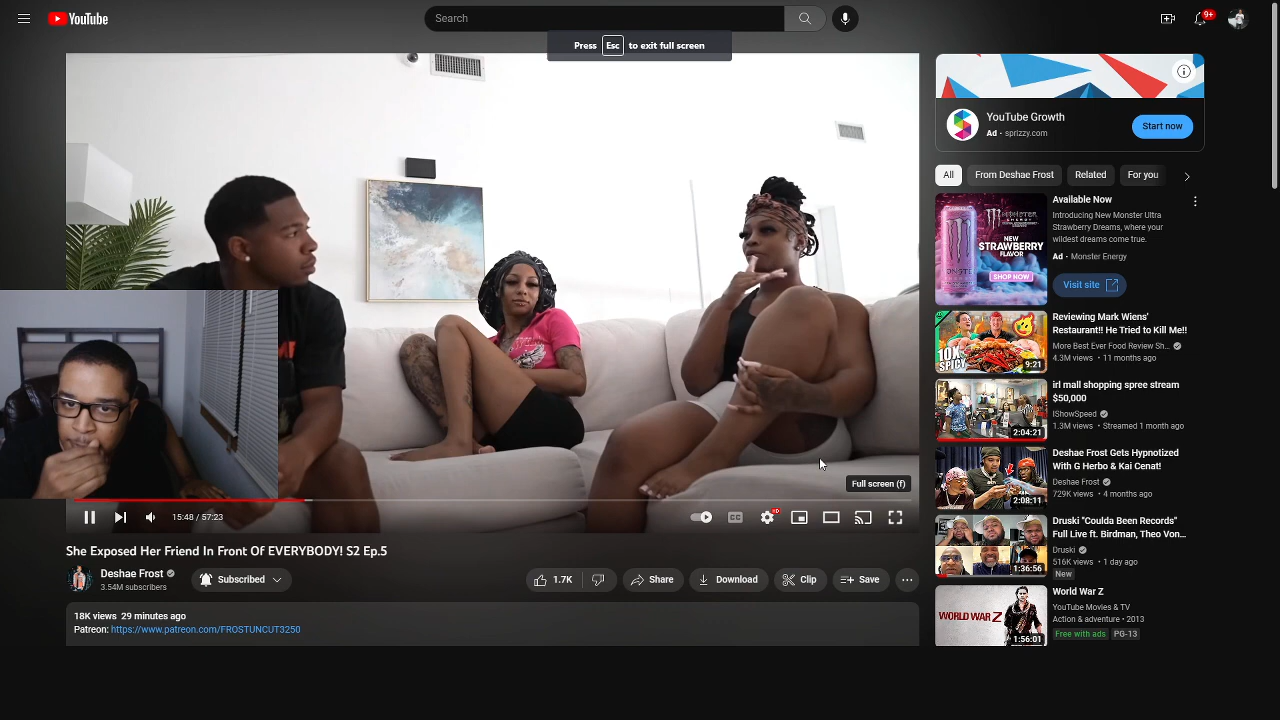 YouTube
Search
9+
Press Esc to exit full screen
Full screen (f)
15:48 / 57:23
CC
HD
She Exposed Her Friend In Front OF EVERYBODY! S2 Ep.5
Deshae Frost
3.54M subscribers
Subscribed
1.7K
Share
Download
Clip
Save
18K views 29 minutes ago
Patreon: https://www.patreon.com/FROSTUNCUT3250
YouTube Growth
Ad • sprizzy.com
Start now
All
From Deshae Frost
Related
For you
MONSTER
ENERGY
NEW
STRAWBERRY
FLAVOR
SHOP NOW
Available Now
Introducing New Monster Ultra
Strawberry Dreams, where your
wildest dreams come true.
Ad • Monster Energy
Visit site
10X
SPICY
9:21
Reviewing Mark Wiens'
Restaurant!! He Tried to Kill Me!!
More Best Ever Food Review Sh...
4.3M views • 11 months ago
2:04:21
irl mall shopping spree stream
$50,000
IShowSpeed
1.3M views • Streamed 1 month ago
2:08:11
Deshae Frost Gets Hypnotized
With G Herbo & Kai Cenat!
Deshae Frost
729K views • 4 months ago
1:36:56
Druski "Coulda Been Records"
Full Live ft. Birdman, Theo Von...
Druski
516K views • 1 day ago
New
WORLD WAR Z
1:56:01
World War Z
YouTube Movies & TV
Action & adventure • 2013
Free with ads PG-13